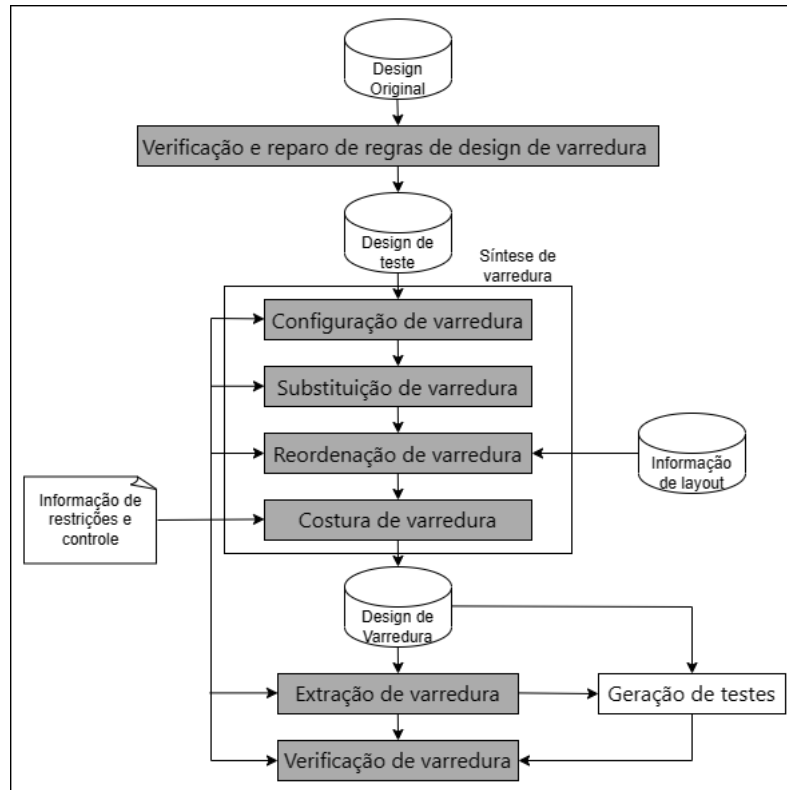 Design
Original
Verificação e reparo de regras de design de varredura
Design de
teste
Síntese de
varredura
Configuração de varredura
Substituição de varredura
Reordenação de varredura
Informação
de layout
Informação de
restrições e
controle
Costura de varredura
Design de
Varredura
Extração de varredura
Geração de testes
Verificação de varredura